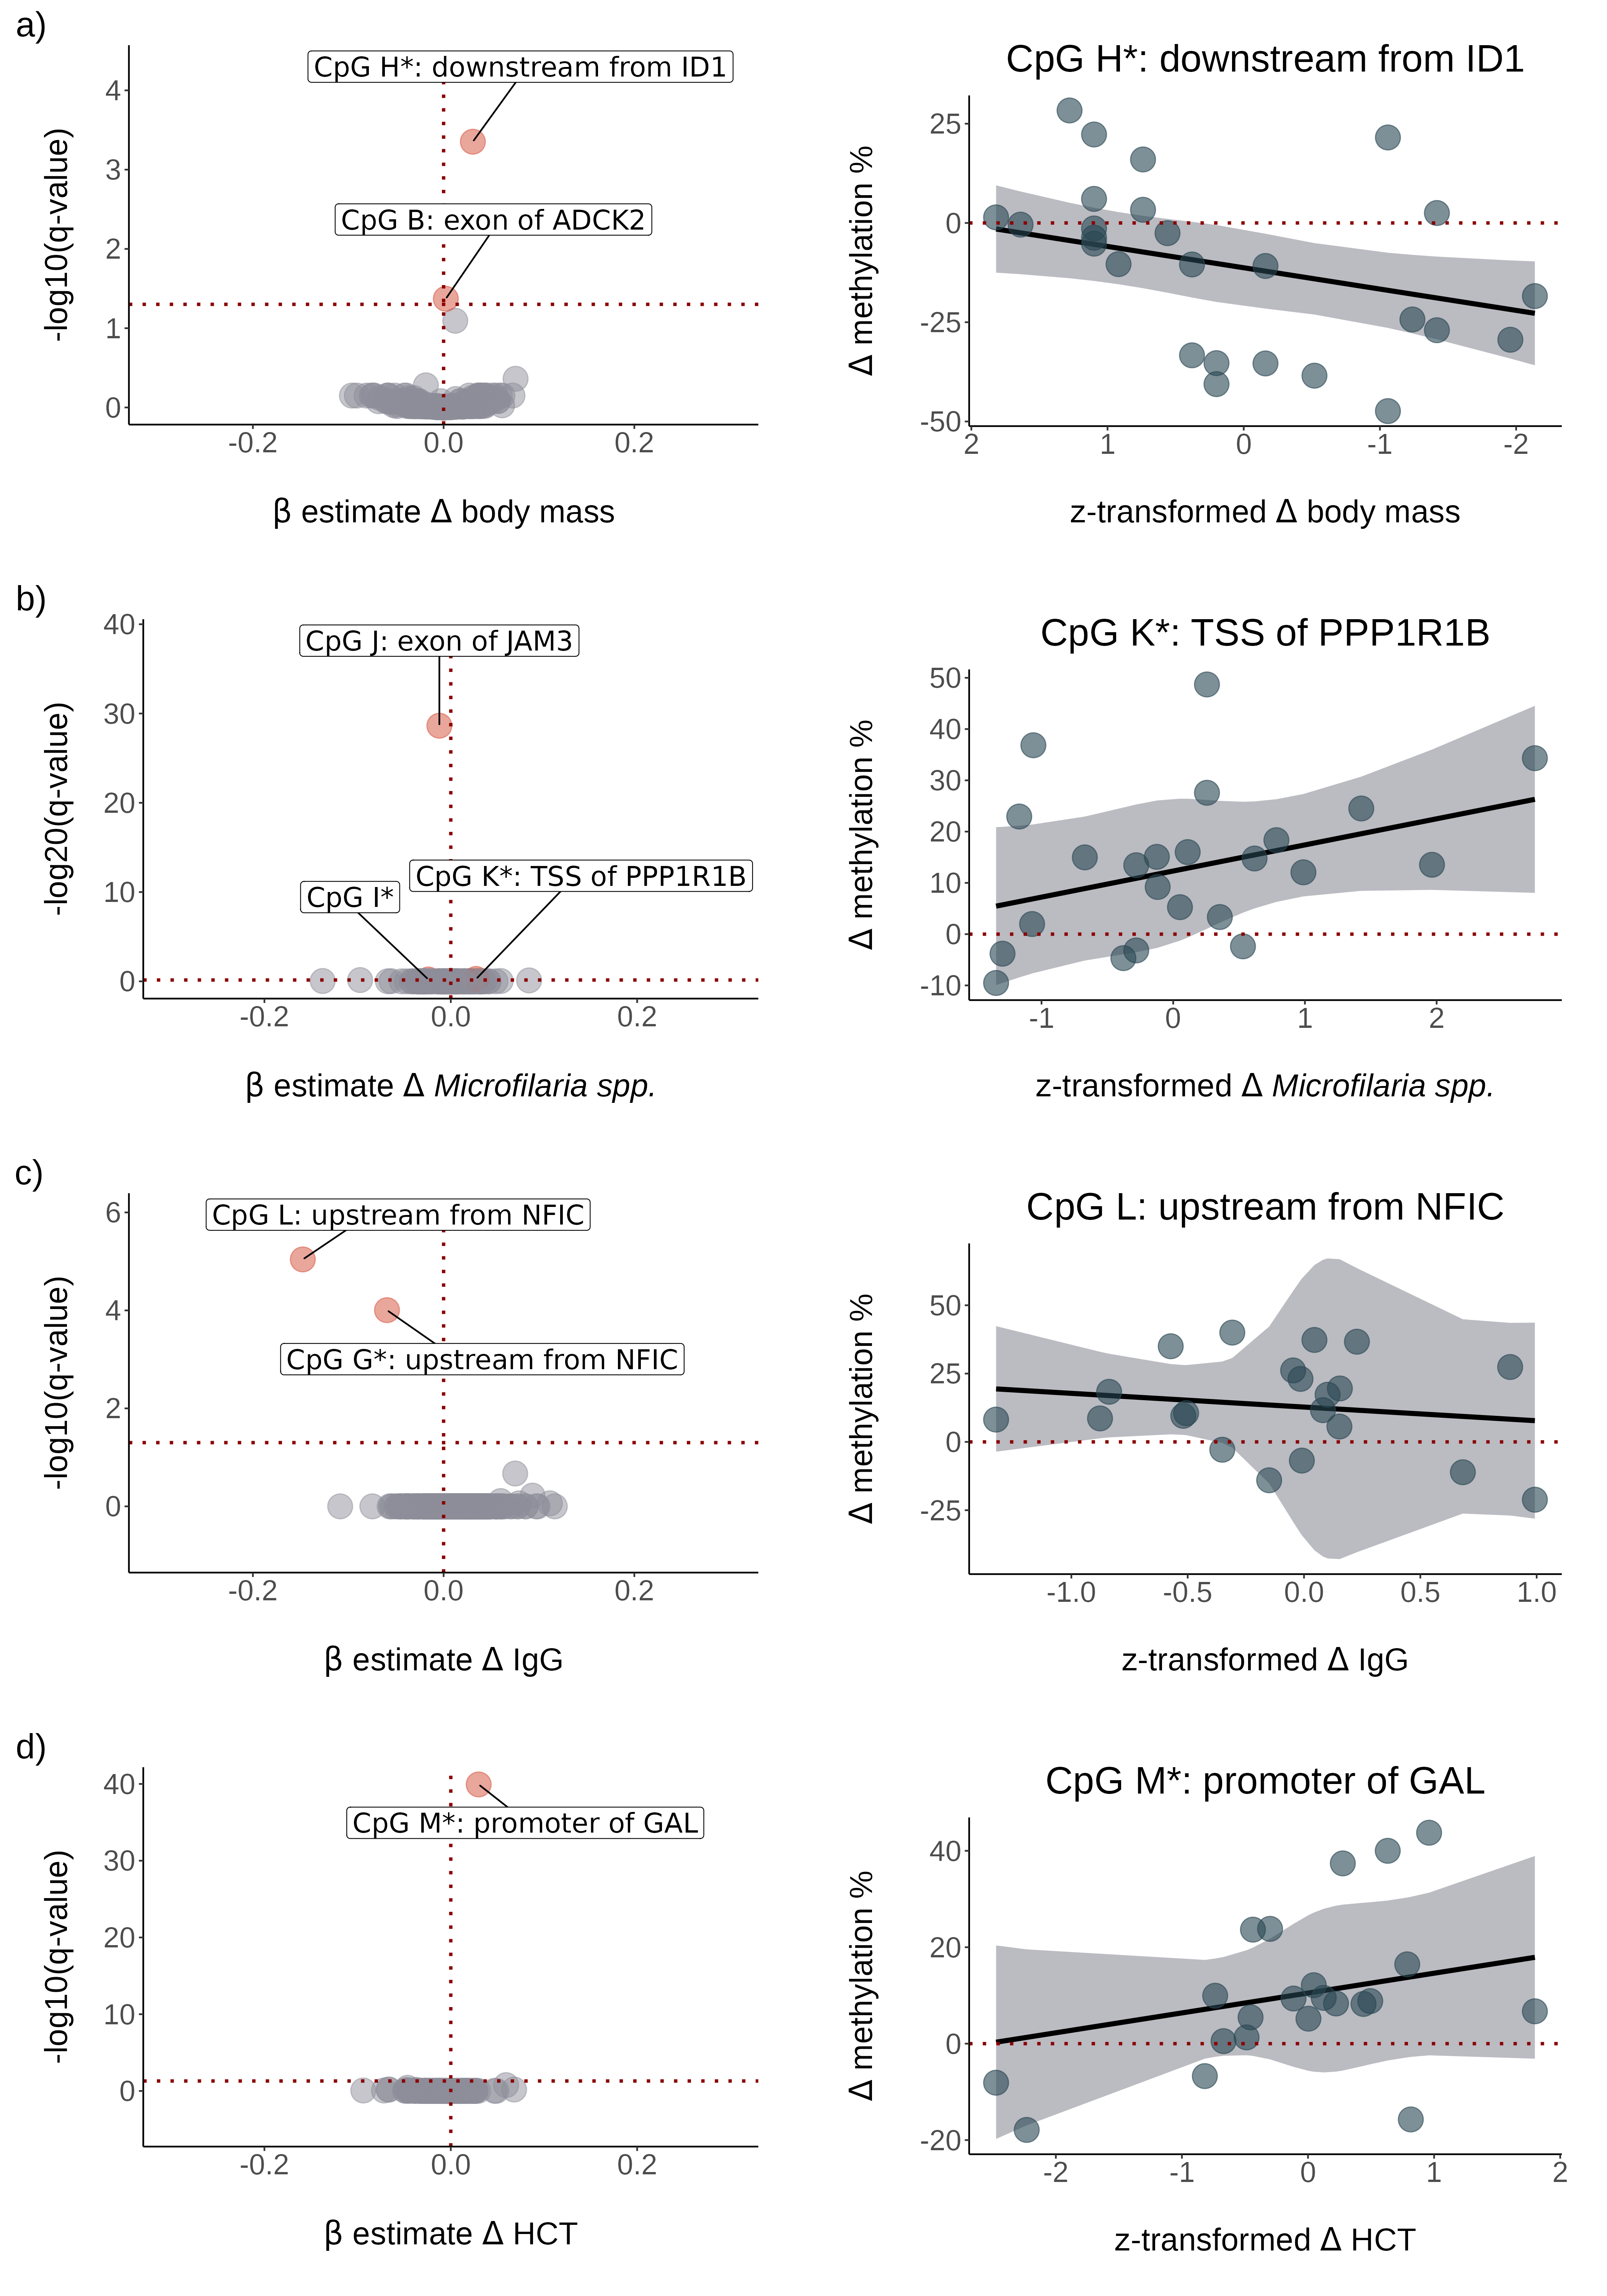 a)
CpG H*: downstream from ID1
CpG B: exon of ADCK2
-log10(q-value)
4
3
2
1
0
-0.2 0.0 0.2
β estimate Δ body mass
CpG H*: downstream from ID1
Δ methylation %
25
0
-25
-50
2 1 0 -1 -2
z-transformed Δ body mass
b)
CpG J: exon of JAM3
CpG K*: TSS of PPP1R1B
CpG I*
-log20(q-value)
40
30
20
10
0
-0.2 0.0 0.2
β estimate Δ Microfilaria spp.
CpG K*: TSS of PPP1R1B
Δ methylation %
50
40
30
20
10
0
-10
-1 0 1 2
z-transformed Δ Microfilaria spp.
c)
CpG L: upstream from NFIC
CpG G*: upstream from NFIC
-log10(q-value)
6
4
2
0
-0.2 0.0 0.2
β estimate Δ IgG
CpG L: upstream from NFIC
Δ methylation %
50
25
0
-25
-1.0 -0.5 0.0 0.5 1.0
z-transformed Δ IgG
d)
CpG M*: promoter of GAL
-log10(q-value)
40
30
20
10
0
-0.2 0.0 0.2
β estimate Δ HCT
CpG M*: promoter of GAL
Δ methylation %
40
20
0
-20
-2 -1 0 1 2
z-transformed Δ HCT